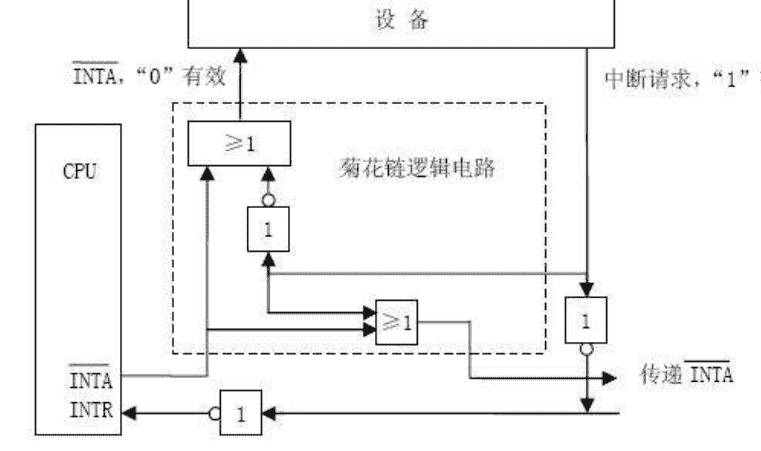 设 备
INTA, “0”有效
中断请求, “1”
≥1
CPU
菊花链逻辑电路
1
≥1
1
传递 INTA
INTA
INTR
1